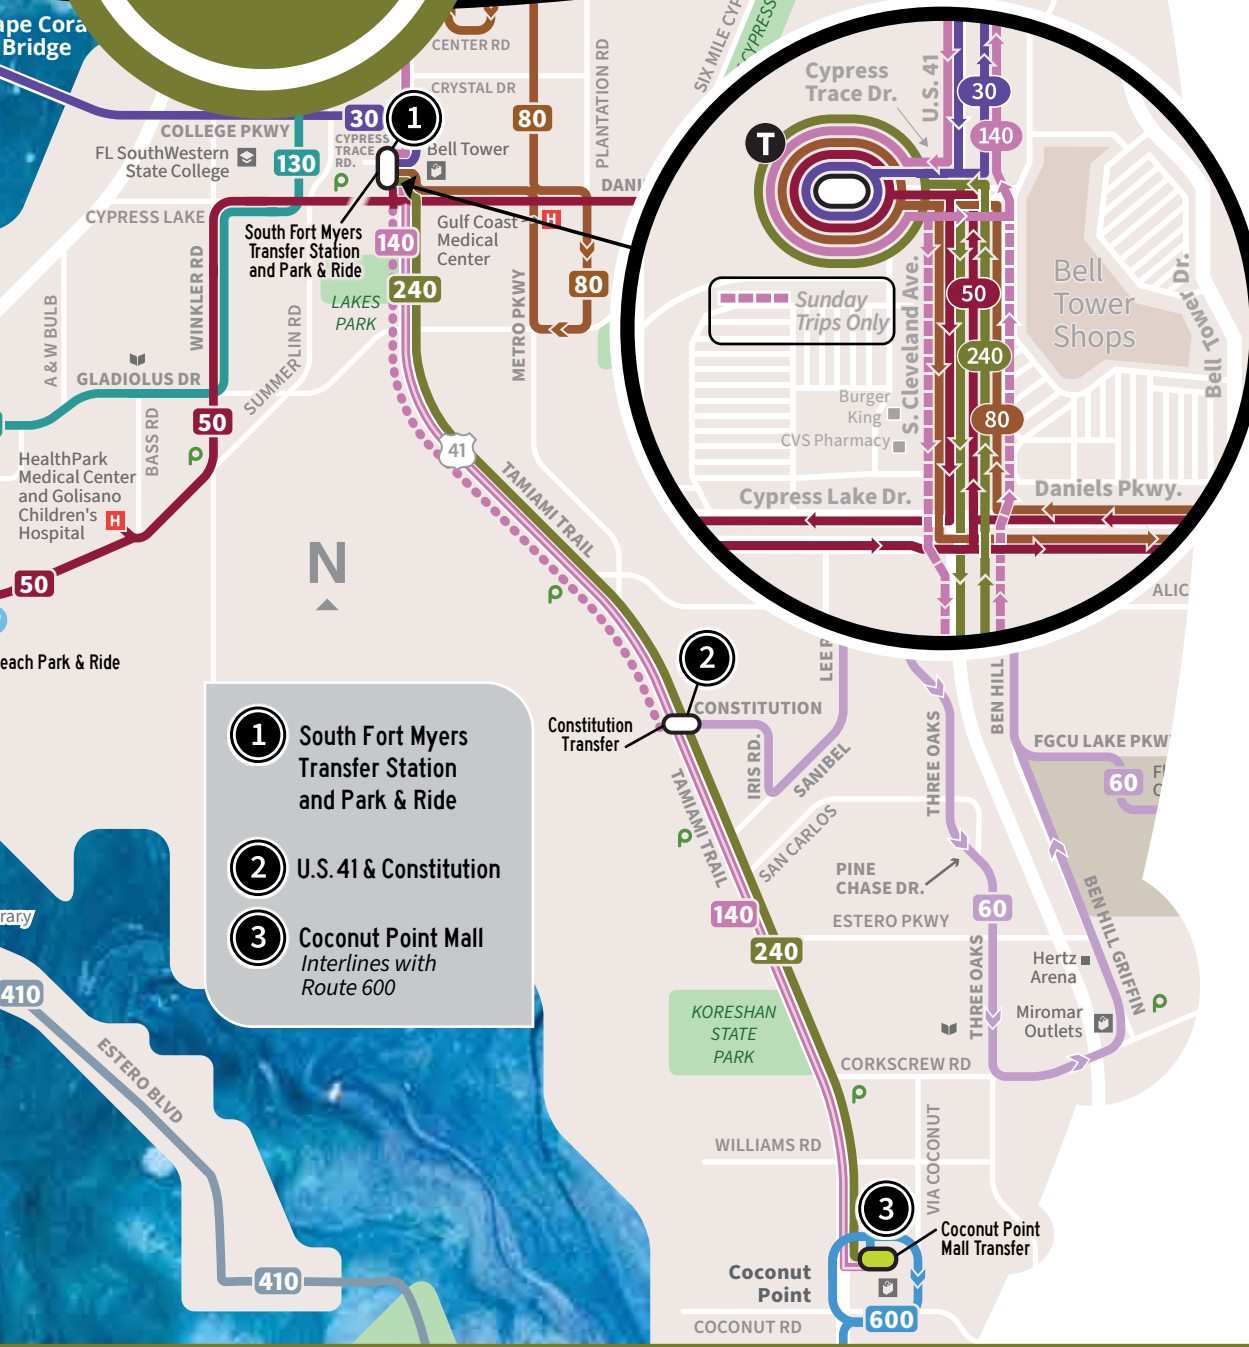 Bridge
CENTER RD
CRYSTAL DR
PLANTATION RD
SIX MILE CYP
CYPRESS
30
1
80
COLLEGE PKWY
CYPRESS
TRACE
RD.
Bell Tower
FL SouthWestern
State College
130
P
CYPRESS LAKE
South Fort Myers
Transfer Station
and Park & Ride
140
Gulf Coast
Medical
Center
H
240
80
LAKES
PARK
METRO PKWY
WINKLER RD
A & W BULB
SUMMERLIN RD
GLADIOLUS DR
50
BASS RD
P
HealthPark
Medical Center
and Golisano
Children's
Hospital
H
50
41
TAMIAMI TRAIL
N
P
each Park & Ride
Cypress
Trace Dr.
U.S. 41
30
140
T
Sunday
Trips Only
50
240
80
S. Cleveland Ave.
Bell
Tower
Shops
Bell Tower Dr.
Burger
King
CVS Pharmacy
Cypress Lake Dr.
Daniels Pkwy.
ALIC
2
CONSTITUTION
Constitution
Transfer
IRIS RD.
SANIBEL
THREE OAKS
BEN HILL
FGCU LAKE PKW
60
1
South Fort Myers
Transfer Station
and Park & Ride
2
U.S. 41 & Constitution
3
Coconut Point Mall
Interlines with
Route 600
TAMIAMI TRAIL
P
SAN CARLOS
PINE
CHASE DR.
60
ESTERO PKWY
140
240
THREE OAKS
BEN HILL GRIFFIN
Hertz
Arena
Miromar
Outlets
P
KORESHAN
STATE
PARK
CORKSCREW RD
P
WILLIAMS RD
VIA COCONUT
rary
410
ESTERO BLVD
410
3
Coconut Point
Mall Transfer
Coconut
Point
600
COCONUT RD